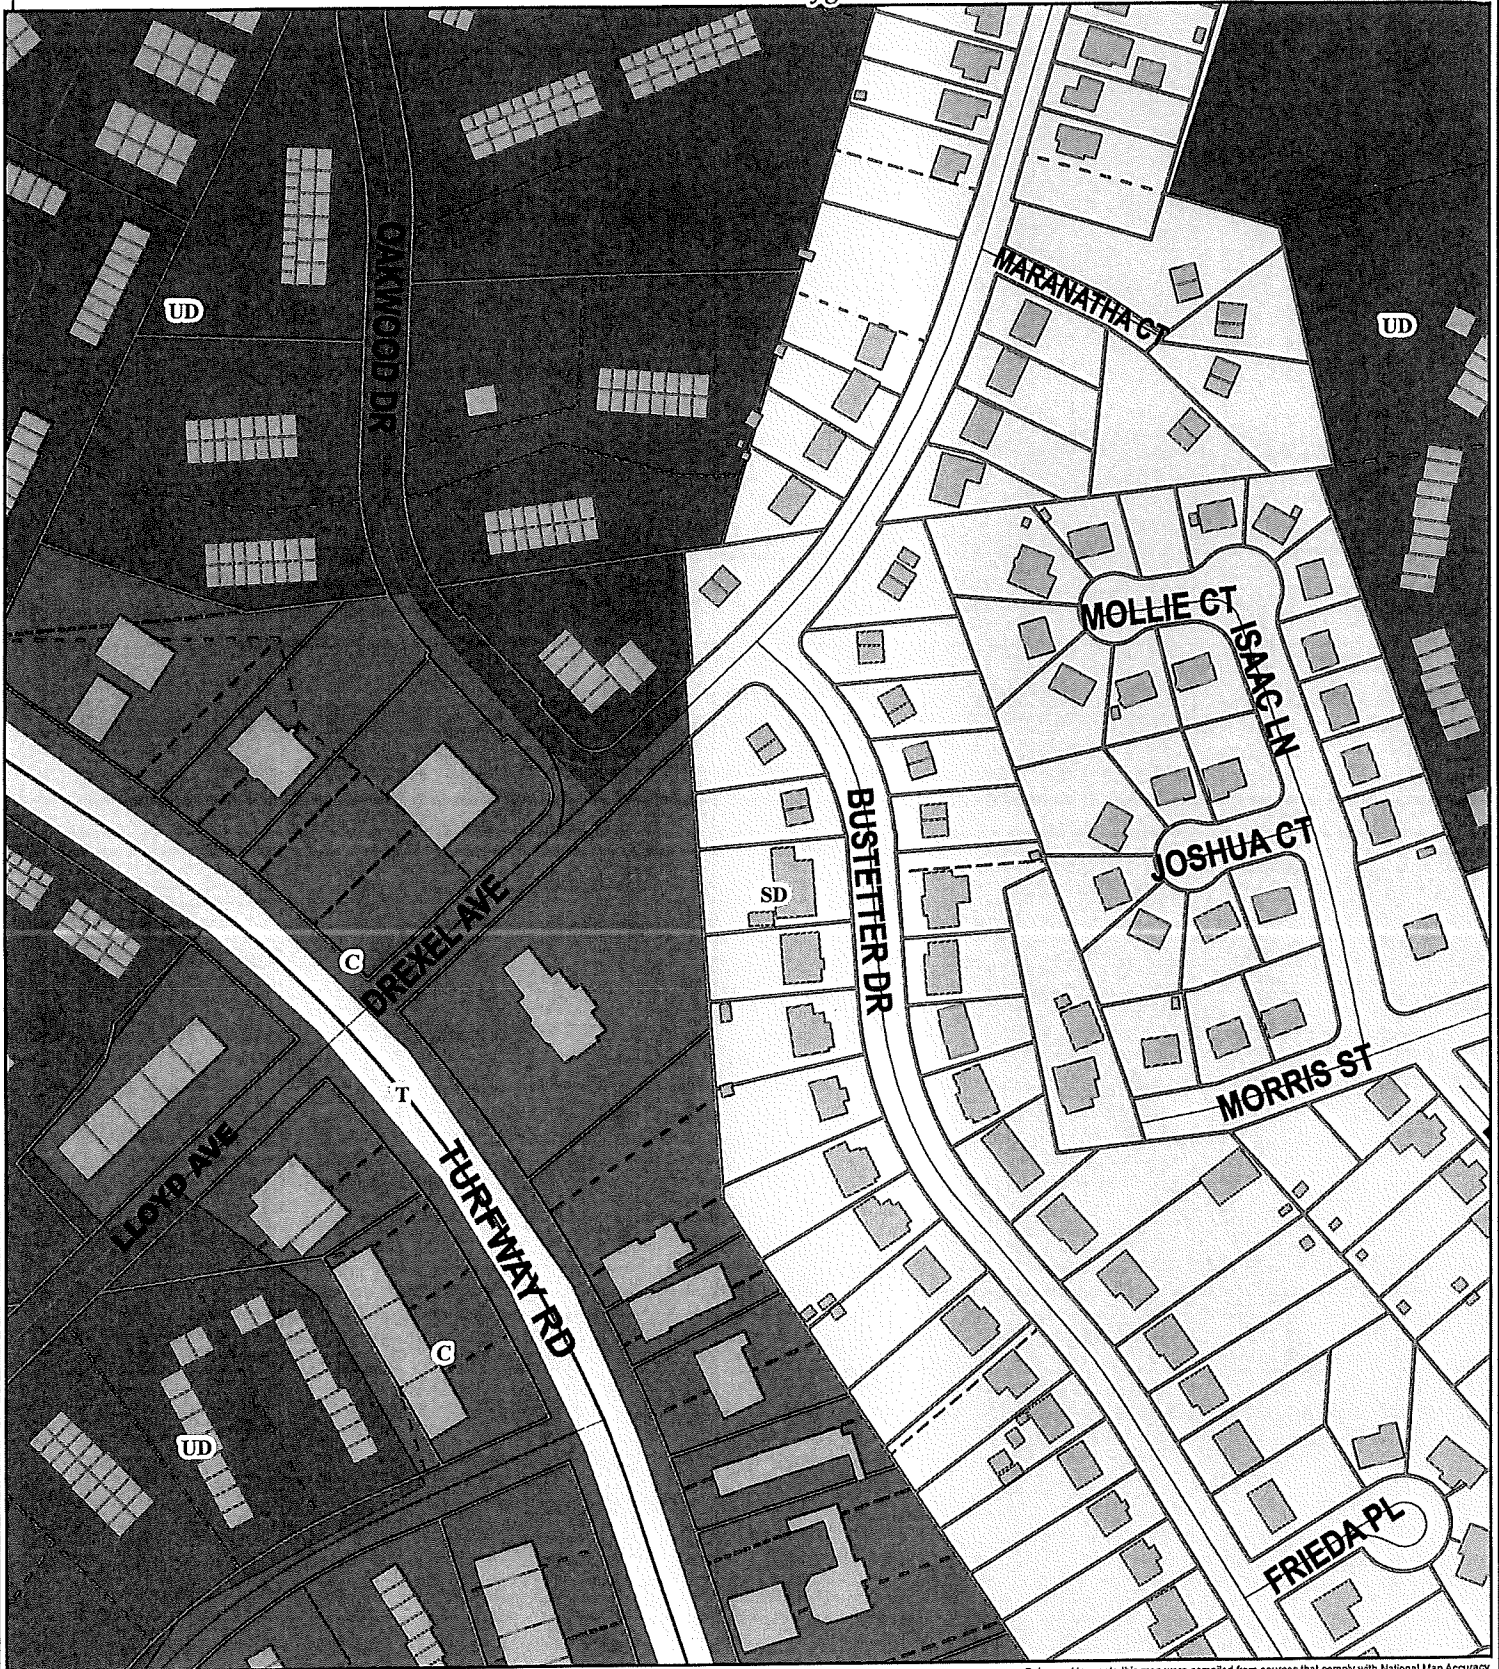 OAKWOOD DR
UD
MARANATHA CT
UD
MOLLIE CT
ISAAC LN
BUSTETTER DR
JOSHUA CT
SD
DREXEL AVE
C
T
MORRIS ST
LLOYD AVE
TURFWAY RD
C
UD
FRIEDA PL